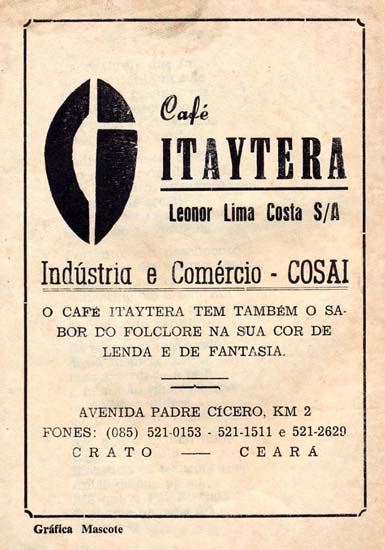 Café
ITAYTERA
Leonor Lima Costa S/A
Indústria e Comércio - COSAI
O CAFÉ ITAYTERA TEM TAMBÉM O SA-
BOR DO FOLCLORE NA SUA COR DE
LENDA E DE FANTASIA.
AVENIDA PADRE CÍCERO, KM 2
FONES: (085) 521-0153 - 521-1511 e 521-2629
CRATO — CEARÁ
Gráfica Mascote